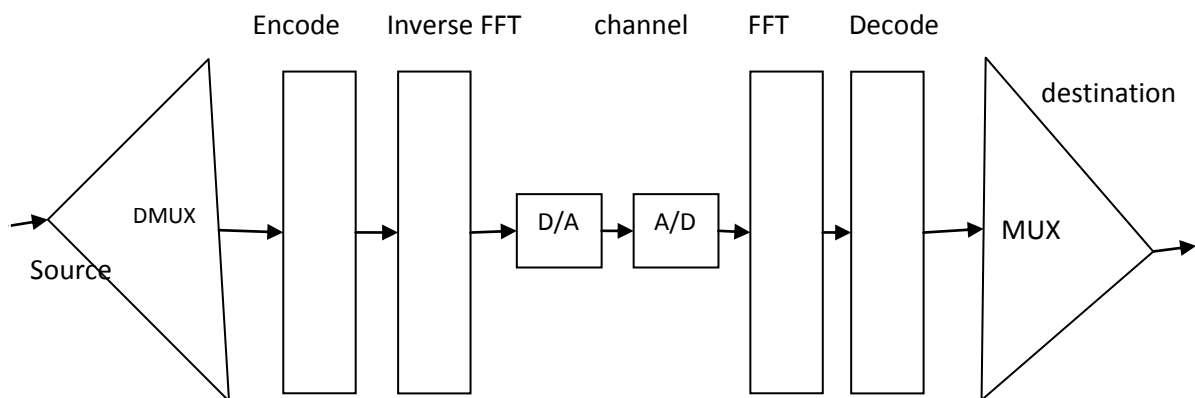 Encode
Inverse FFT
channel
FFT
Decode
destination
DMUX
D/A
A/D
MUX
Source